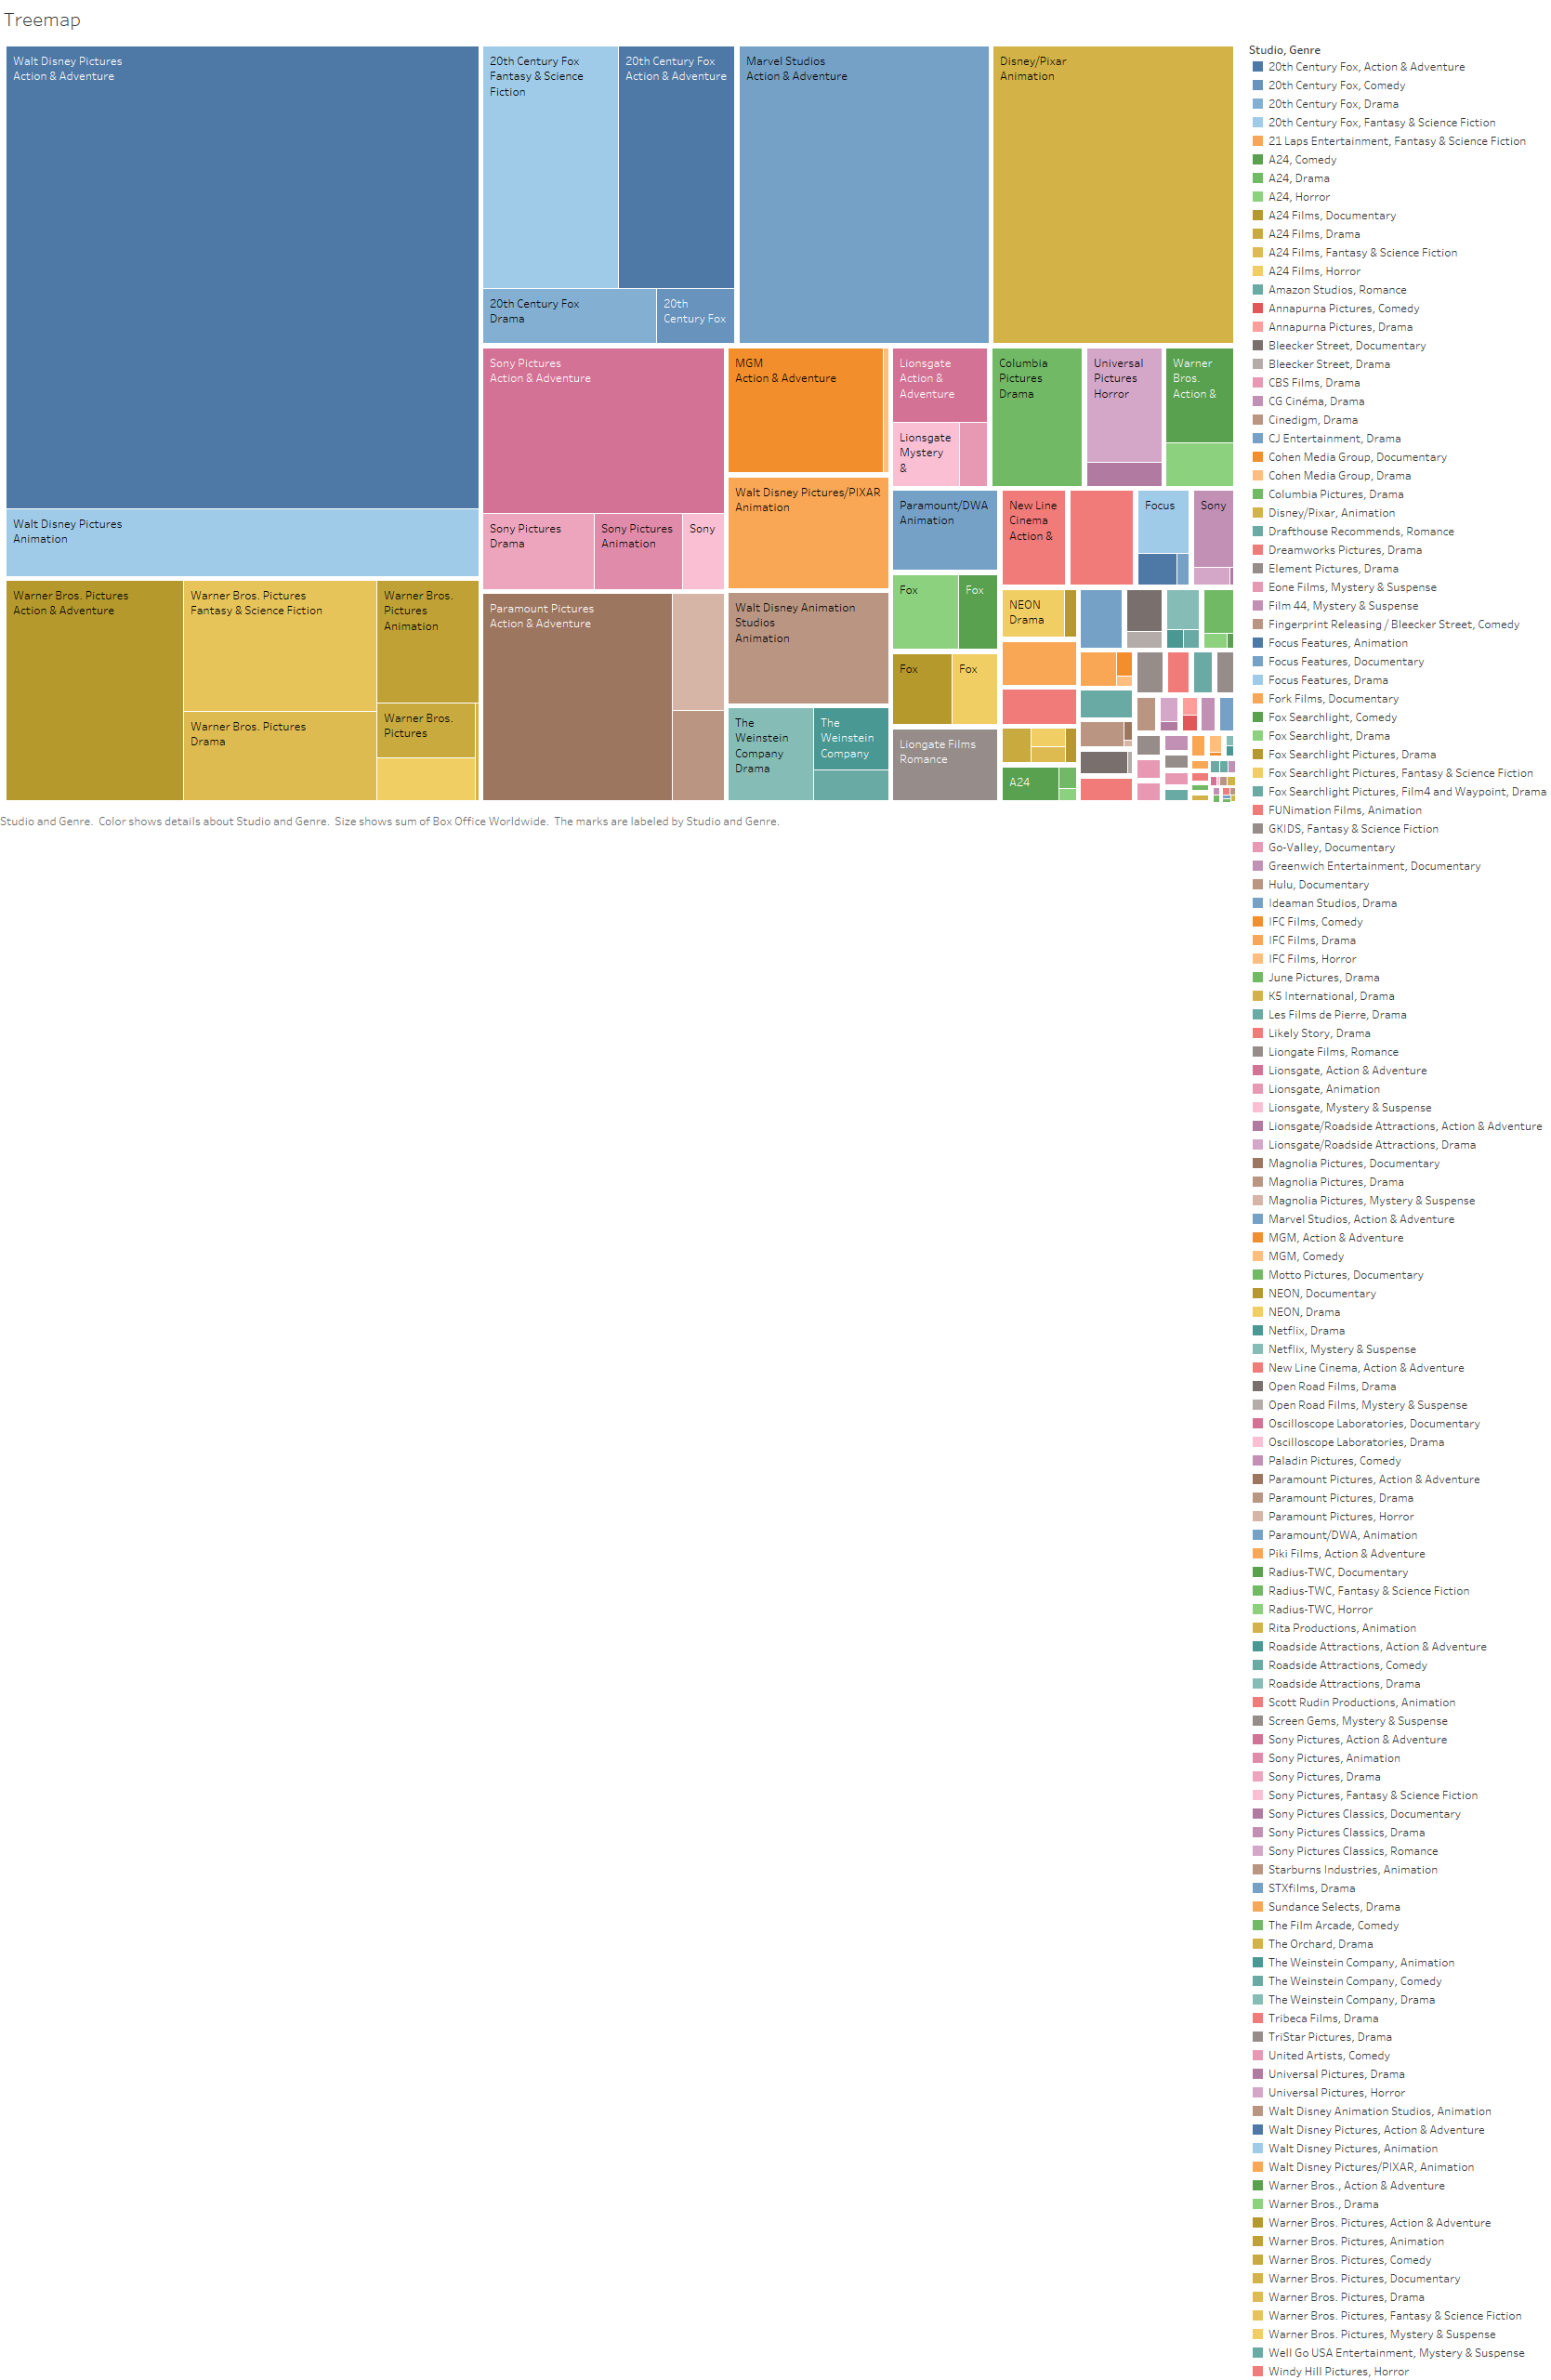 Treemap
Walt Disney Pictures
Action & Adventure
Walt Disney Pictures
Animation
Warner Bros. Pictures
Action & Adventure
Warner Bros. Pictures
Fantasy & Science Fiction
Warner Bros. Pictures
Drama
Warner Bros.
Pictures
Animation
Warner Bros.
Pictures
20th Century Fox
Fantasy & Science
Fiction
20th Century Fox
Action & Adventure
20th Century Fox
Drama
20th
Century Fox
Marvel Studios
Action & Adventure
Disney/Pixar
Animation
Sony Pictures
Action & Adventure
Sony Pictures
Drama
Sony Pictures
Animation
Sony
Paramount Pictures
Action & Adventure
MGM
Action & Adventure
Walt Disney Pictures/PIXAR
Animation
Walt Disney Animation
Studios
Animation
The
Weinstein
Company
Drama
The
Weinstein
Company
Lionsgate
Action &
Adventure
Lionsgate
Mystery
&
Columbia
Pictures
Drama
Universal
Pictures
Horror
Warner
Bros.
Action &
Paramount/DWA
Animation
New Line
Cinema
Action &
Focus
Sony
Fox
Fox
NEON
Drama
Fox
Fox
Liongate Films
Romance
A24
Studio and Genre.  Color shows details about Studio and Genre.  Size shows sum of Box Office Worldwide.  The marks are labeled by Studio and Genre.
Studio, Genre
20th Century Fox, Action & Adventure
20th Century Fox, Comedy
20th Century Fox, Drama
20th Century Fox, Fantasy & Science Fiction
21 Laps Entertainment, Fantasy & Science Fiction
A24, Comedy
A24, Drama
A24, Horror
A24 Films, Documentary
A24 Films, Drama
A24 Films, Fantasy & Science Fiction
A24 Films, Horror
Amazon Studios, Romance
Annapurna Pictures, Comedy
Annapurna Pictures, Drama
Bleecker Street, Documentary
Bleecker Street, Drama
CBS Films, Drama
CG Cinéma, Drama
Cinedigm, Drama
CJ Entertainment, Drama
Cohen Media Group, Documentary
Cohen Media Group, Drama
Columbia Pictures, Drama
Disney/Pixar, Animation
Drafthouse Recommends, Romance
Dreamworks Pictures, Drama
Element Pictures, Drama
Eone Films, Mystery & Suspense
Film 44, Mystery & Suspense
Fingerprint Releasing / Bleecker Street, Comedy
Focus Features, Animation
Focus Features, Documentary
Focus Features, Drama
Fork Films, Documentary
Fox Searchlight, Comedy
Fox Searchlight, Drama
Fox Searchlight Pictures, Drama
Fox Searchlight Pictures, Fantasy & Science Fiction
Fox Searchlight Pictures, Film4 and Waypoint, Drama
FUNimation Films, Animation
GKIDS, Fantasy & Science Fiction
Go-Valley, Documentary
Greenwich Entertainment, Documentary
Hulu, Documentary
Ideaman Studios, Drama
IFC Films, Comedy
IFC Films, Drama
IFC Films, Horror
June Pictures, Drama
K5 International, Drama
Les Films de Pierre, Drama
Likely Story, Drama
Liongate Films, Romance
Lionsgate, Action & Adventure
Lionsgate, Animation
Lionsgate, Mystery & Suspense
Lionsgate/Roadside Attractions, Action & Adventure
Lionsgate/Roadside Attractions, Drama
Magnolia Pictures, Documentary
Magnolia Pictures, Drama
Magnolia Pictures, Mystery & Suspense
Marvel Studios, Action & Adventure
MGM, Action & Adventure
MGM, Comedy
Motto Pictures, Documentary
NEON, Documentary
NEON, Drama
Netflix, Drama
Netflix, Mystery & Suspense
New Line Cinema, Action & Adventure
Open Road Films, Drama
Open Road Films, Mystery & Suspense
Oscilloscope Laboratories, Documentary
Oscilloscope Laboratories, Drama
Paladin Pictures, Comedy
Paramount Pictures, Action & Adventure
Paramount Pictures, Drama
Paramount Pictures, Horror
Paramount/DWA, Animation
Piki Films, Action & Adventure
Radius-TWC, Documentary
Radius-TWC, Fantasy & Science Fiction
Radius-TWC, Horror
Rita Productions, Animation
Roadside Attractions, Action & Adventure
Roadside Attractions, Comedy
Roadside Attractions, Drama
Scott Rudin Productions, Animation
Screen Gems, Mystery & Suspense
Sony Pictures, Action & Adventure
Sony Pictures, Animation
Sony Pictures, Drama
Sony Pictures, Fantasy & Science Fiction
Sony Pictures Classics, Documentary
Sony Pictures Classics, Drama
Sony Pictures Classics, Romance
Starburns Industries, Animation
STXfilms, Drama
Sundance Selects, Drama
The Film Arcade, Comedy
The Orchard, Drama
The Weinstein Company, Animation
The Weinstein Company, Comedy
The Weinstein Company, Drama
Tribeca Films, Drama
TriStar Pictures, Drama
United Artists, Comedy
Universal Pictures, Drama
Universal Pictures, Horror
Walt Disney Animation Studios, Animation
Walt Disney Pictures, Action & Adventure
Walt Disney Pictures, Animation
Walt Disney Pictures/PIXAR, Animation
Warner Bros., Action & Adventure
Warner Bros., Drama
Warner Bros. Pictures, Action & Adventure
Warner Bros. Pictures, Animation
Warner Bros. Pictures, Comedy
Warner Bros. Pictures, Documentary
Warner Bros. Pictures, Drama
Warner Bros. Pictures, Fantasy & Science Fiction
Warner Bros. Pictures, Mystery & Suspense
Well Go USA Entertainment, Mystery & Suspense
Windy Hill Pictures, Horror